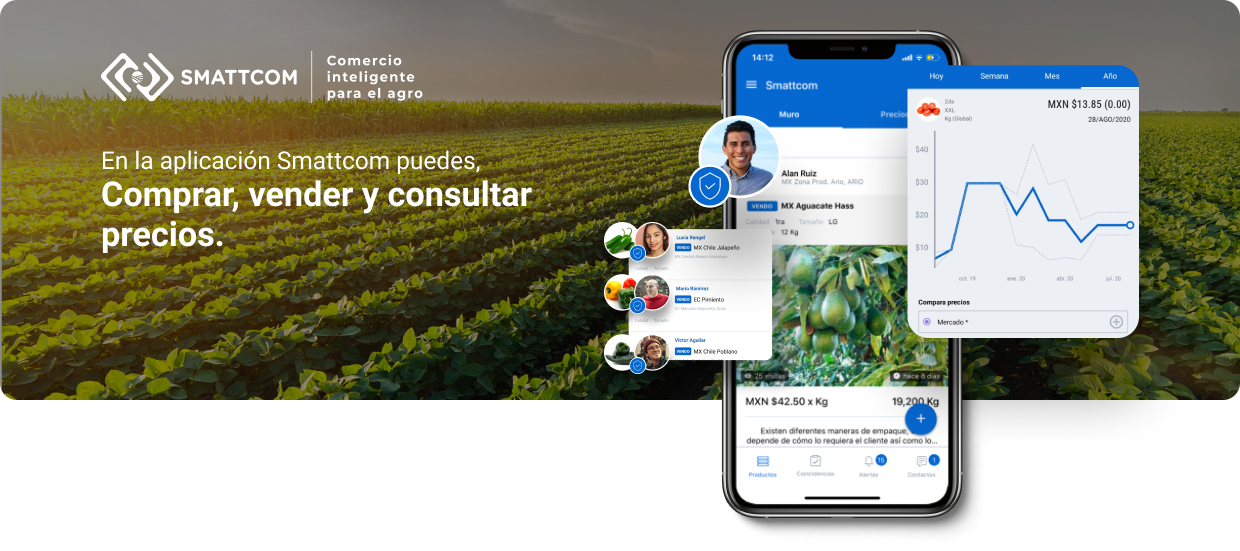 SMATTCOM
Comercio
inteligente
para el agro
En la aplicación Smattcom puedes,
Comprar, vender y consultar
precios.
14:12
Smattcom
Muro
Precios
Alan Ruiz
MX Zona Prod. Ario, ARIO
VENDO MX Aguacate Hass
Calidad 1ra Tamaño LG
12 Kg
Lucia Rangel
VENDO MX Chile Jalapeño
Mario Ramirez
VENDO EC Pimiento
Victor Aguilar
VENDO MX Chile Poblano
25 visitas
hace 6 días
MXN $42.50 x Kg 19,200 Kg
+
Existen diferentes maneras de empaque,
depende de cómo lo requiera el cliente así como lo...
15
1
Productos
Coincidencias
Alertas
Contactos
Hoy Semana Mes Año
2da
XXL
Kg (Global)
MXN $13.85 (0.00)
28/AGO/2020
$40
$30
$20
$10
oct. 19 ene. 20 abr. 20 jul. 20
Compara precios
Mercado *